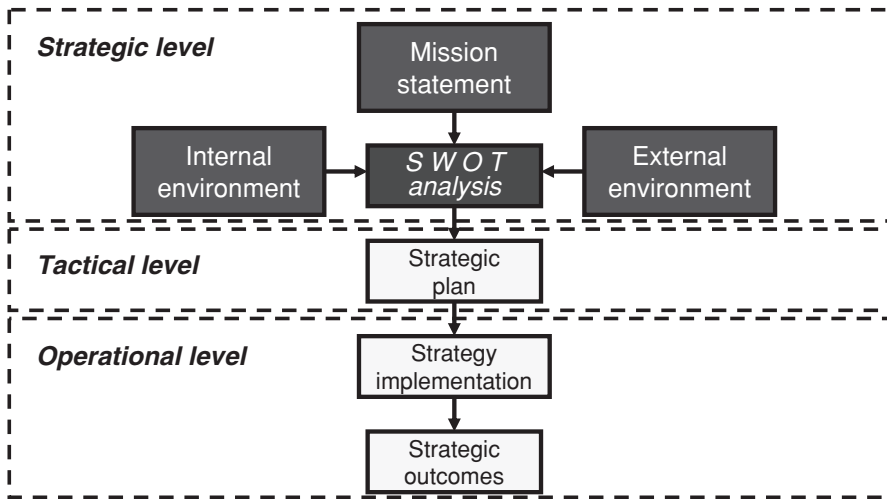 Strategic level
Mission
statement
Internal
environment
S W O T
analysis
External
environment
Tactical level
Strategic
plan
Operational level
Strategy
implementation
Strategic
outcomes